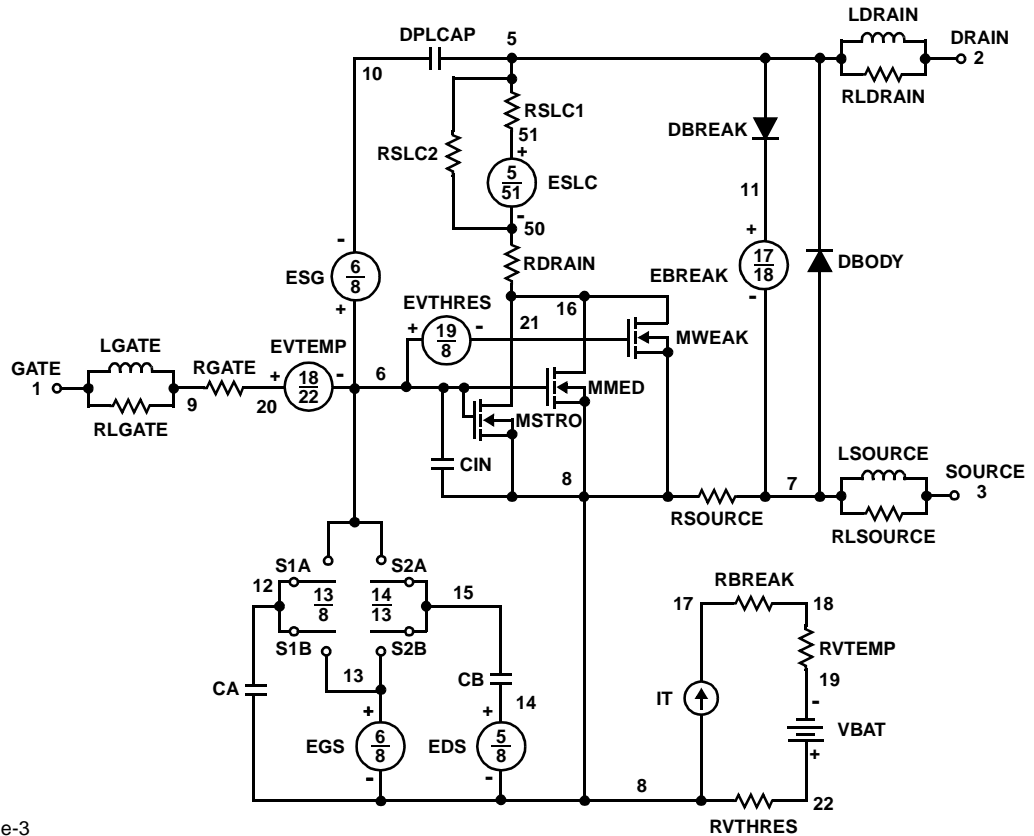 LDRAIN
DPLCAP 5 DRAIN
10 2
RLDRAIN
RSLC1
DBREAK
51
+
RSLC2
5
51
ESLC
11
-
50
- +
RDRAIN
17
18
DBODY
ESG
6
8
EBREAK
EVTHRES
16
-
+
+ 19 - 21
8
MWEAK
LGATE
EVTEMP
GATE RGATE
1
+ 18 - 6
22
MMED
9 20
MSTRO
RLGATE
LSOURCE
CIN
8 7 SOURCE
3
RSOURCE
RLSOURCE
S1A S2A
12
13
8
14
13
15
RBREAK
17 18
S1B S2B
RVTEMP
13
CB
CA
19
14
IT
-
+ +
VBAT
EGS
6
8
EDS
5
8
+
- -
8
22
RVTHRES
e-3